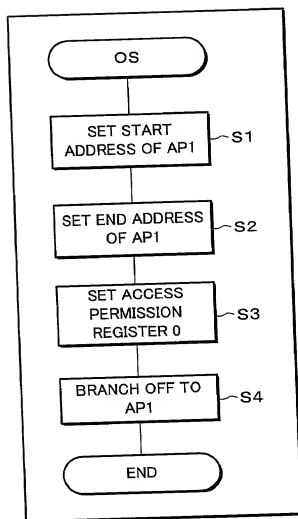 OS
SET START
ADDRESS OF AP1
S1
SET END ADDRESS
OF AP1
S2
SET ACCESS
PERMISSION
REGISTER 0
S3
BRANCH OFF TO
AP1
S4
END